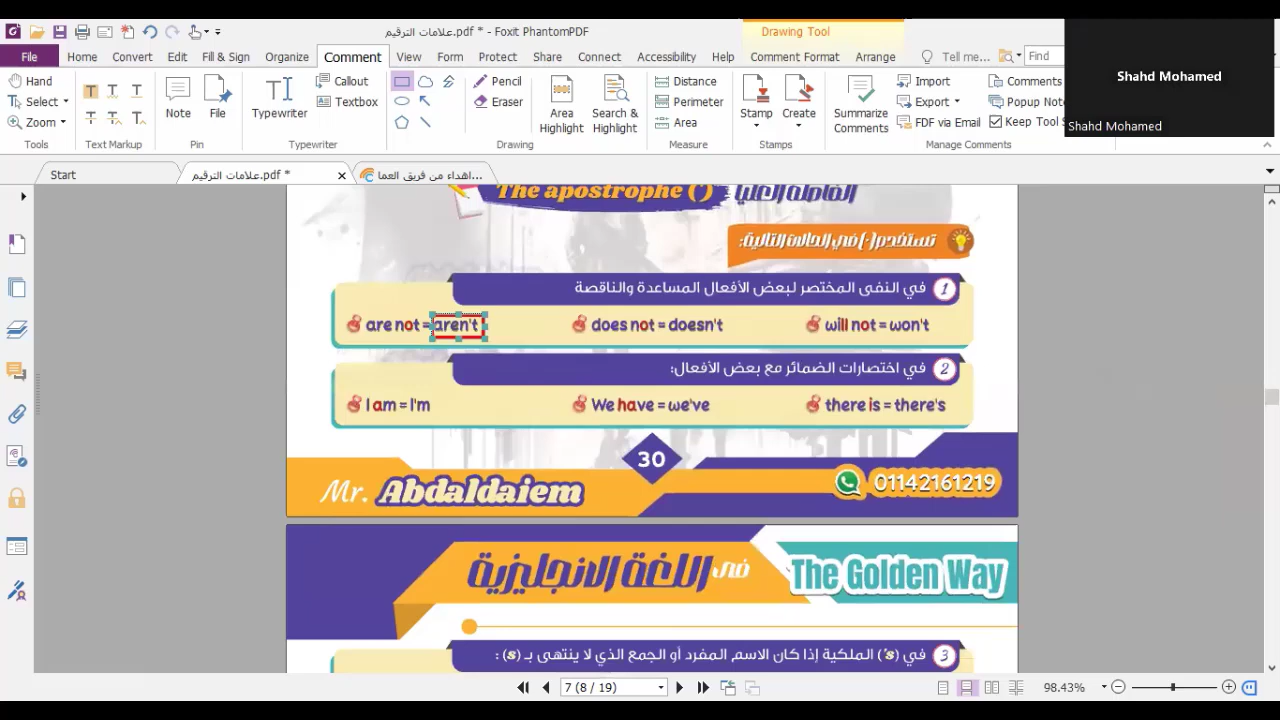 علامات الترقيم.pdf * - Foxit PhantomPDF
Drawing Tool
File Home Convert Edit Fill & Sign Organize Comment View Form Protect Share Connect Accessibility Help Comment Format Arrange Tell me... Find
Hand
Select
Zoom
Tools
Text Markup
Note
File
Pin
Typewriter
Callout
Textbox
Typewriter
Pencil
Eraser
Area Highlight
Search & Highlight
Drawing
Distance
Perimeter
Area
Measure
Stamp
Create
Stamps
Summarize Comments
Import
Export
FDF via Email
Comments
Popup Note
Keep Tool S
Manage Comments
Shahd Mohamed
Shahd Mohamed
Start
علامات الترقيم.pdf *
اهداء من فريق العما...
The apostrophe (') الفاصلة العليا
تستخدم (') في الحالات التالية:
1 في النفى المختصر لبعض الأفعال المساعدة والناقصة
are not = aren't
does not = doesn't
will not = won't
2 في اختصارات الضمائر مع بعض الأفعال:
I am = I'm
We have = we've
there is = there's
30
Mr. Abdaldaiem
01142161219
فى اللغة الانجليزية
The Golden Way
3 في (s') الملكية إذا كان الاسم المفرد أو الجمع الذي لا ينتهى بـ (s) :
7 (8 / 19)
98.43%